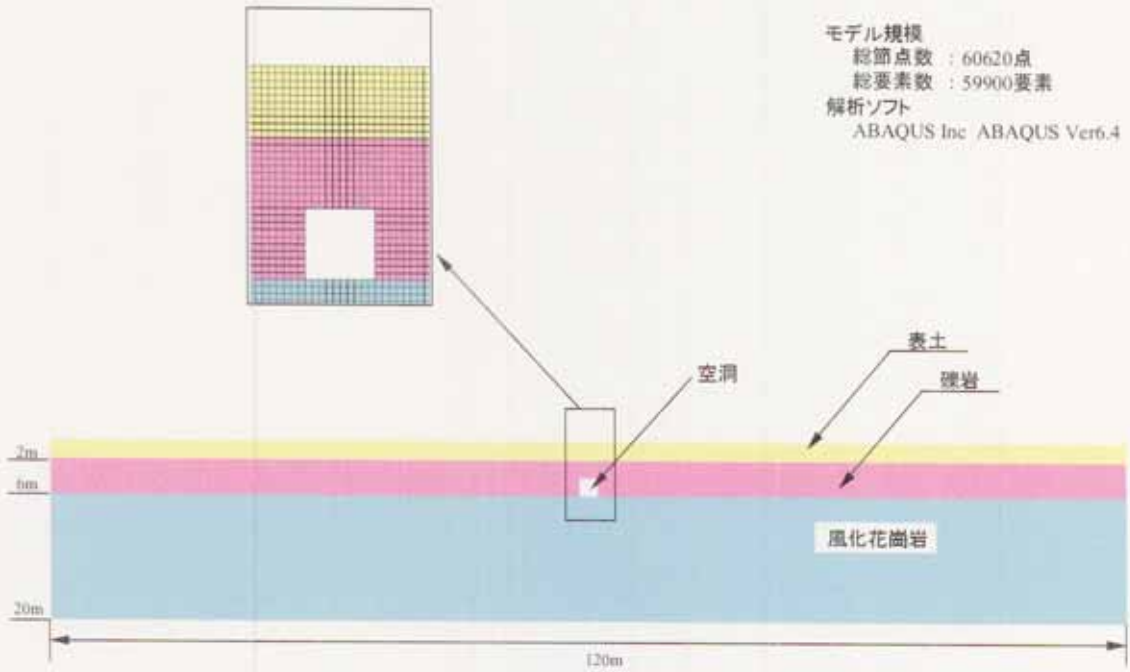 モデル規模
総節点数 : 60620点
総要素数 : 59900要素
解析ソフト
ABAQUS Inc ABAQUS Ver6.4
表土
空洞
礫岩
2m
6m
風化花崗岩
20m
120m